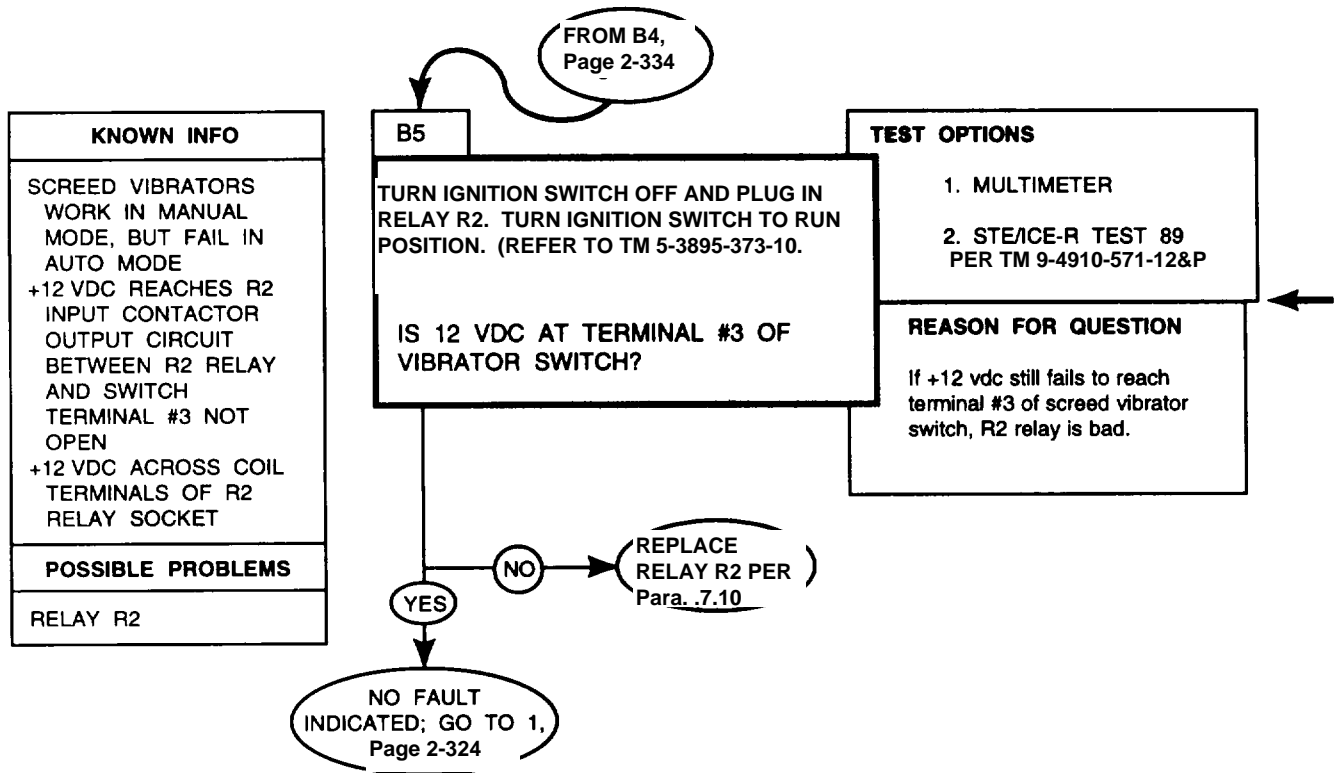 FROM B4,
Page 2-334
KNOWN INFO
SCREED VIBRATORS
WORK IN MANUAL
MODE, BUT FAIL IN
AUTO MODE
+12 VDC REACHES R2
INPUT CONTACTOR
OUTPUT CIRCUIT
BETWEEN R2 RELAY
AND SWITCH
TERMINAL #3 NOT
OPEN
+12 VDC ACROSS COIL
TERMINALS OF R2
RELAY SOCKET
POSSIBLE PROBLEMS
RELAY R2
B5
TURN IGNITION SWITCH OFF AND PLUG IN
RELAY R2. TURN IGNITION SWITCH TO RUN
POSITION. (REFER TO TM 5-3895-373-10.
IS 12 VDC AT TERMINAL #3 OF
VIBRATOR SWITCH?
TEST OPTIONS
1. MULTIMETER
2. STE/ICE-R TEST 89
PER TM 9-4910-571-12&P
REASON FOR QUESTION
If +12 vdc still fails to reach
terminal #3 of screed vibrator
switch, R2 relay is bad.
NO
REPLACE
RELAY R2 PER
Para. .7.10
YES
NO FAULT
INDICATED; GO TO 1,
Page 2-324